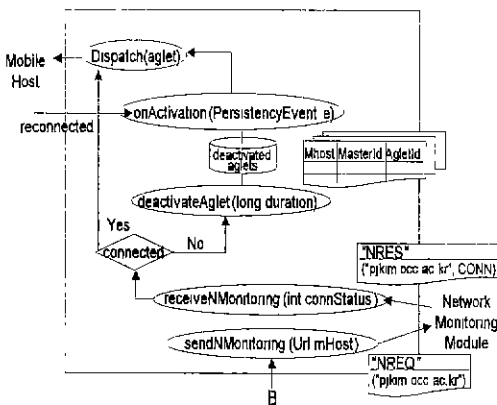 Mobile
Host
Dispatch(aglet)
onActivation (PersistencyEvent e)
reconnected
deactivated
aglets
Mhost MasterId AgletId
deactivateAglet (long duration)
Yes
No
connected
"NRES"
{"pjkim occ ac kr", CONN}
receiveNMonitoring (int connStatus)
Network
Monitoring
Module
sendNMonitoring (Url mHost)
"NREQ"
{"pjkim occ ac.kr"}
B